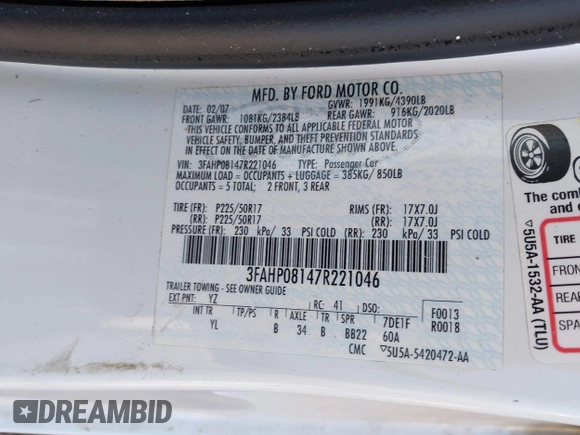 MFD. BY FORD MOTOR CO.
DATE: 02/07 GVWR: 1991KG/4390LB
FRONT GAWR: 1081KG/2384LB REAR GAWR: 916KG/2020LB
THIS VEHICLE CONFORMS TO ALL APPLICABLE FEDERAL MOTOR
VEHICLE SAFETY, BUMPER, AND THEFT PREVENTION STANDARDS
IN EFFECT ON THE DATE OF MANUFACTURE SHOWN ABOVE.
VIN: 3FAHP08147R221046 TYPE: Passenger Car
MAXIMUM LOAD = OCCUPANTS + LUGGAGE = 385KG/850LB
OCCUPANTS = 5 TOTAL; 2 FRONT, 3 REAR
TIRE (FR): P225/50R17 RIMS (FR): 17X7.0J
(RR): P225/50R17 (RR): 17X7.0J
PRESSURE (FR): 230 kPa/ 33 PSI COLD (RR) 230 kPa/ 33 PSI COLD
3FAHP08147R221046
TRAILER TOWING - SEE OWNER GUIDE
EXT PNT: YZ RC: 41 DSO:
INT TR TP/PS R AXLE TR SPR 7DE1F F0013
YL B 34 B BB22 60A R0018
CMC ▽5U5A-5420472-AA
The comb
and
TIRE
FRONT
REAR
SPA
▽5U5A-1532-AA (TLU)
DREAMBID